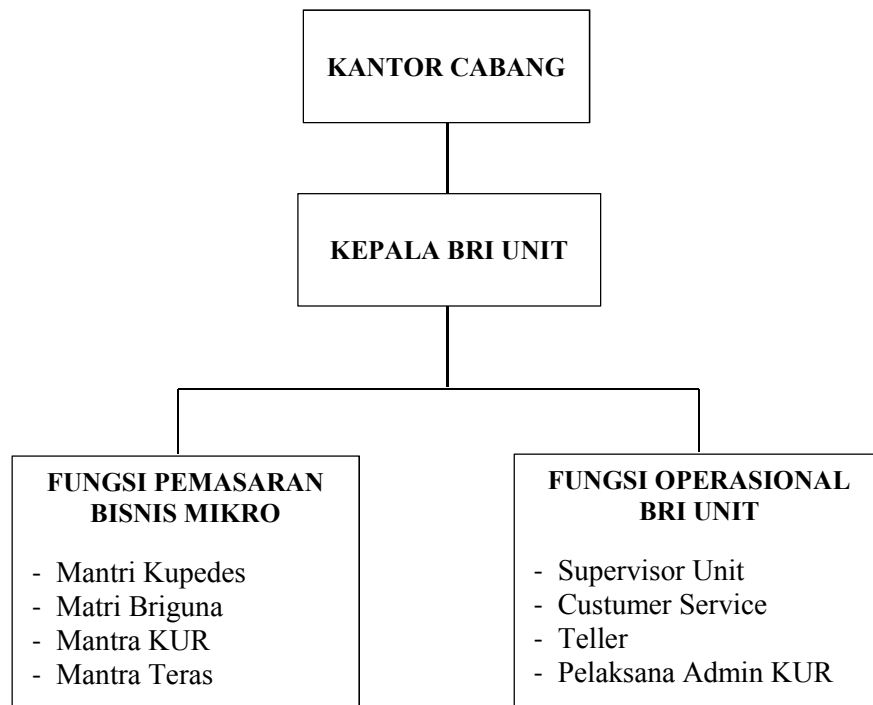 KANTOR CABANG
KEPALA BRI UNIT
FUNGSI PEMASARAN
BISNIS MIKRO
- Mantri Kupedes
- Matri Briguna
- Mantra KUR
- Mantra Teras
FUNGSI OPERASIONAL
BRI UNIT
- Supervisor Unit
- Custumer Service
- Teller
- Pelaksana Admin KUR